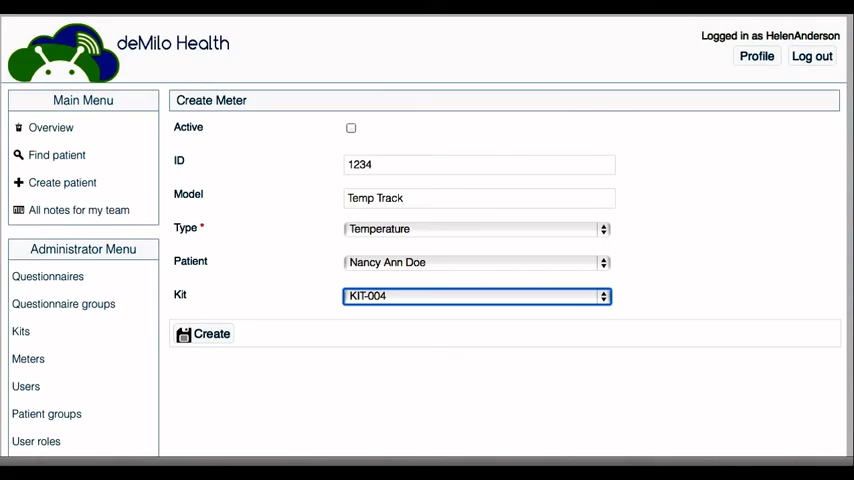 deMilo Health
Logged in as HelenAnderson
Profile
Log out
Main Menu
Overview
Find patient
Create patient
All notes for my team
Administrator Menu
Questionnaires
Questionnaire groups
Kits
Meters
Users
Patient groups
User roles
Create Meter
Active
ID
1234
Model
Temp Track
Type *
Temperature
Patient
Nancy Ann Doe
Kit
KIT-004
Create